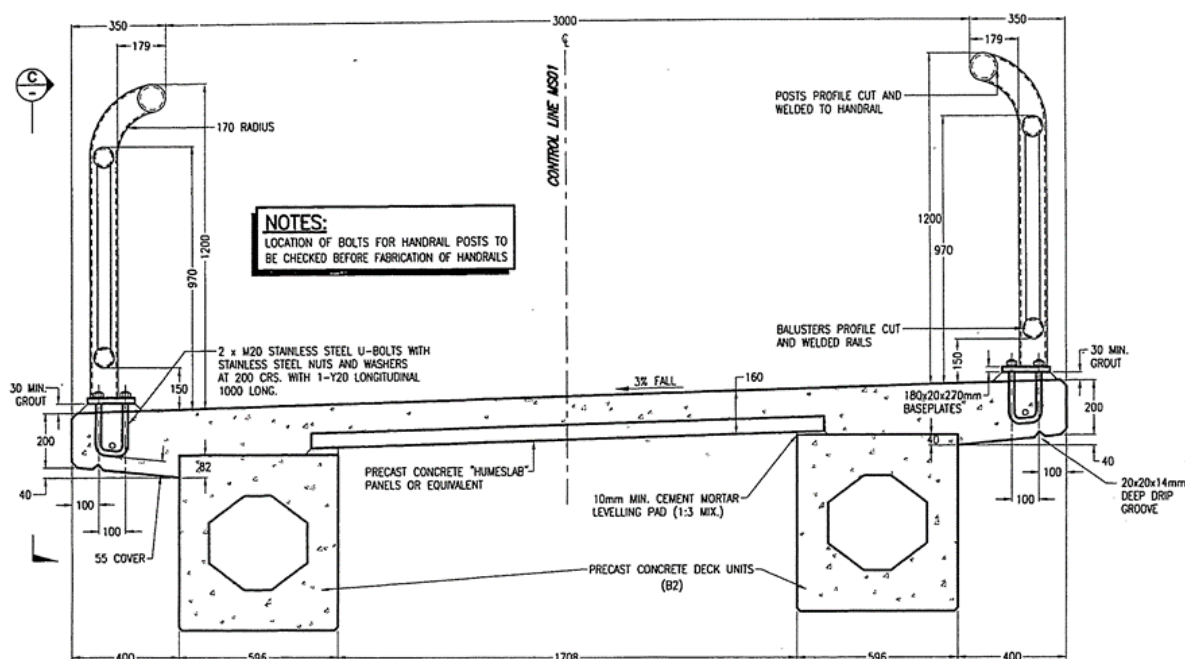 350
3000
350
179
℄
179
C
-
CONTROL LINE MS01
POSTS PROFILE CUT AND
WELDED TO HANDRAIL
170 RADIUS
1200
970
1200
970
NOTES:
LOCATION OF BOLTS FOR HANDRAIL POSTS TO
BE CHECKED BEFORE FABRICATION OF HANDRAILS
BALUSTERS PROFILE CUT
AND WELDED RAILS
2 x M20 STAINLESS STEEL U-BOLTS WITH
STAINLESS STEEL NUTS AND WASHERS
AT 200 CRS. WITH 1-Y20 LONGITUDINAL
1000 LONG.
30 MIN.
GROUT
150
3% FALL
160
150
30 MIN.
GROUT
180x20x270mm
BASEPLATES
200
282
200
40
40
PRECAST CONCRETE "HUMESLAB"
PANELS OR EQUIVALENT
40
100
100
55 COVER
10mm MIN. CEMENT MORTAR
LEVELLING PAD (1:3 MIX.)
100
100
20x20x14mm
DEEP DRIP
GROOVE
PRECAST CONCRETE DECK UNITS
(B2)
400
596
1708
596
400